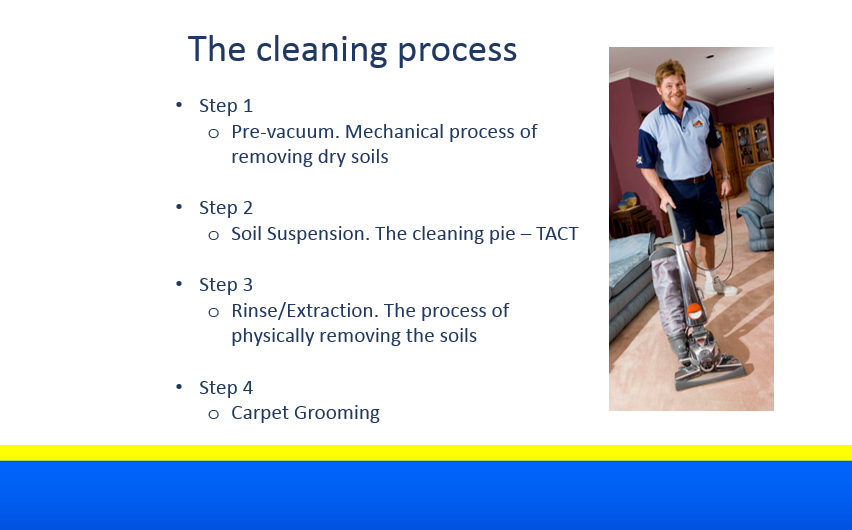 The cleaning process
• Step 1
o Pre-vacuum. Mechanical process of
removing dry soils
• Step 2
o Soil Suspension. The cleaning pie – TACT
• Step 3
o Rinse/Extraction. The process of
physically removing the soils
• Step 4
o Carpet Grooming